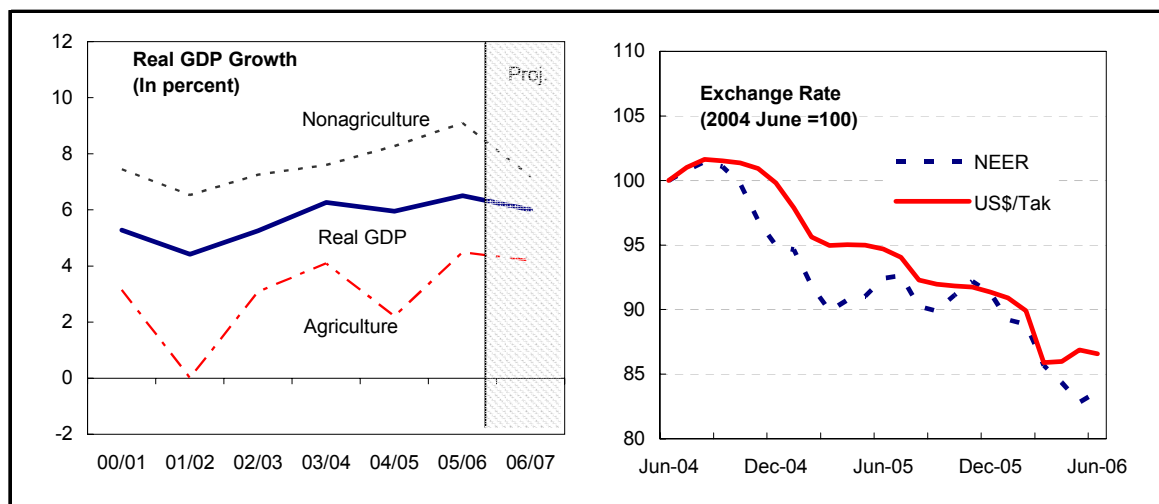 Real GDP Growth
(In percent)
Proj.
Nonagriculture
Real GDP
Agriculture
12
10
8
6
4
2
0
-2
00/01 01/02 02/03 03/04 04/05 05/06 06/07
Exchange Rate
(2004 June =100)
NEER
US$/Tak
110
105
100
95
90
85
80
Jun-04 Dec-04 Jun-05 Dec-05 Jun-06